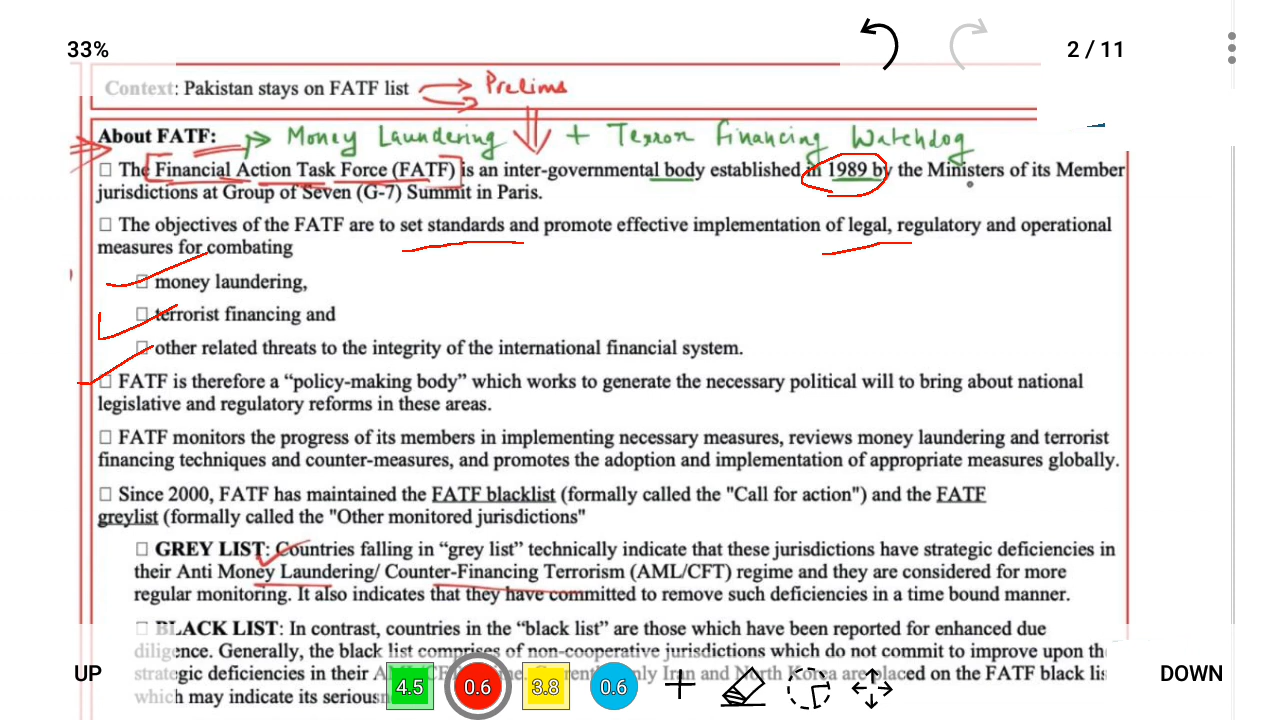 33%
2 / 11
Context: Pakistan stays on FATF list → Prelims
About FATF: → Money Laundering + Terror Financing Watchdog
□ The Financial Action Task Force (FATF) is an inter-governmental body established in 1989 by the Ministers of its Member
jurisdictions at Group of Seven (G-7) Summit in Paris.
□ The objectives of the FATF are to set standards and promote effective implementation of legal, regulatory and operational
measures for combating
□ money laundering,
□ terrorist financing and
□ other related threats to the integrity of the international financial system.
□ FATF is therefore a “policy-making body” which works to generate the necessary political will to bring about national
legislative and regulatory reforms in these areas.
□ FATF monitors the progress of its members in implementing necessary measures, reviews money laundering and terrorist
financing techniques and counter-measures, and promotes the adoption and implementation of appropriate measures globally.
□ Since 2000, FATF has maintained the FATF blacklist (formally called the "Call for action") and the FATF
greylist (formally called the "Other monitored jurisdictions"
□ GREY LIST: Countries falling in “grey list” technically indicate that these jurisdictions have strategic deficiencies in
their Anti Money Laundering/ Counter-Financing Terrorism (AML/CFT) regime and they are considered for more
regular monitoring. It also indicates that they have committed to remove such deficiencies in a time bound manner.
□ BLACK LIST: In contrast, countries in the “black list” are those which have been reported for enhanced due
diligence. Generally, the black list comprises of non-cooperative jurisdictions which do not commit to improve upon th
strategic deficiencies in their Iran and North Korea are placed on the FATF black lis
which may indicate its
UP
4.5
0.6
3.8
0.6
DOWN